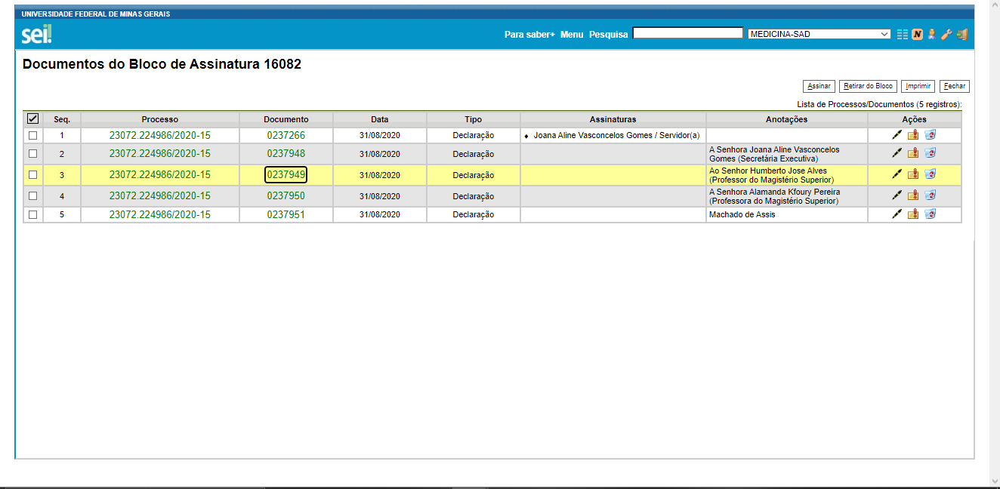 UNIVERSIDADE FEDERAL DE MINAS GERAIS
sei!
Para saber+ Menu Pesquisa MEDICINA-SAD
N
Documentos do Bloco de Assinatura 16082
Assinar Retirar do Bloco Imprimir Fechar
Lista de Processos/Documentos (5 registros):
Seq. Processo Documento Data Tipo Assinaturas Anotações Ações
1 23072.224986/2020-15 0237266 31/08/2020 Declaração ♦ Joana Aline Vasconcelos Gomes / Servidor(a)
2 23072.224986/2020-15 0237948 31/08/2020 Declaração A Senhora Joana Aline Vasconcelos
Gomes (Secretária Executiva)
3 23072.224986/2020-15 0237949 31/08/2020 Declaração Ao Senhor Humberto Jose Alves
(Professor do Magistério Superior)
4 23072.224986/2020-15 0237950 31/08/2020 Declaração A Senhora Alamanda Kfoury Pereira
(Professora do Magistério Superior)
5 23072.224986/2020-15 0237951 31/08/2020 Declaração Machado de Assis